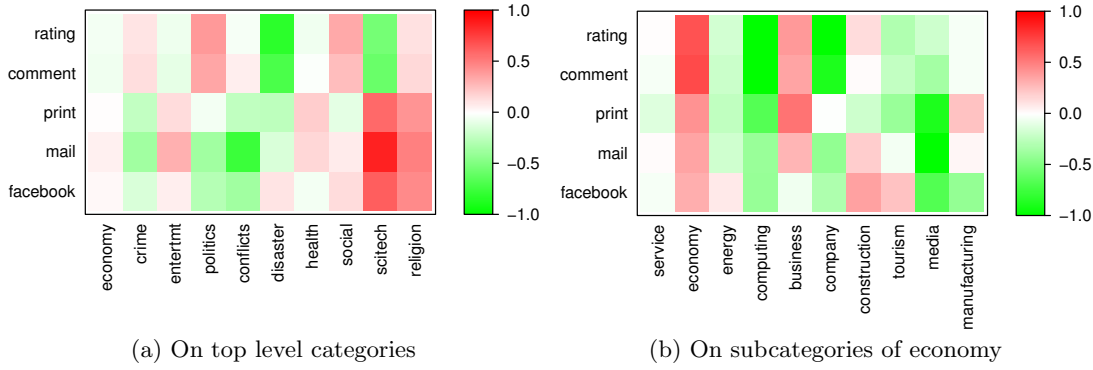 rating
comment
print
mail
facebook
economy
crime
entertmt
politics
conflicts
disaster
health
social
scitech
religion
1.0
0.5
0.0
−0.5
−1.0
(a) On top level categories
rating
comment
print
mail
facebook
service
economy
energy
computing
business
company
construction
tourism
media
manufacturing
1.0
0.5
0.0
−0.5
−1.0
(b) On subcategories of economy